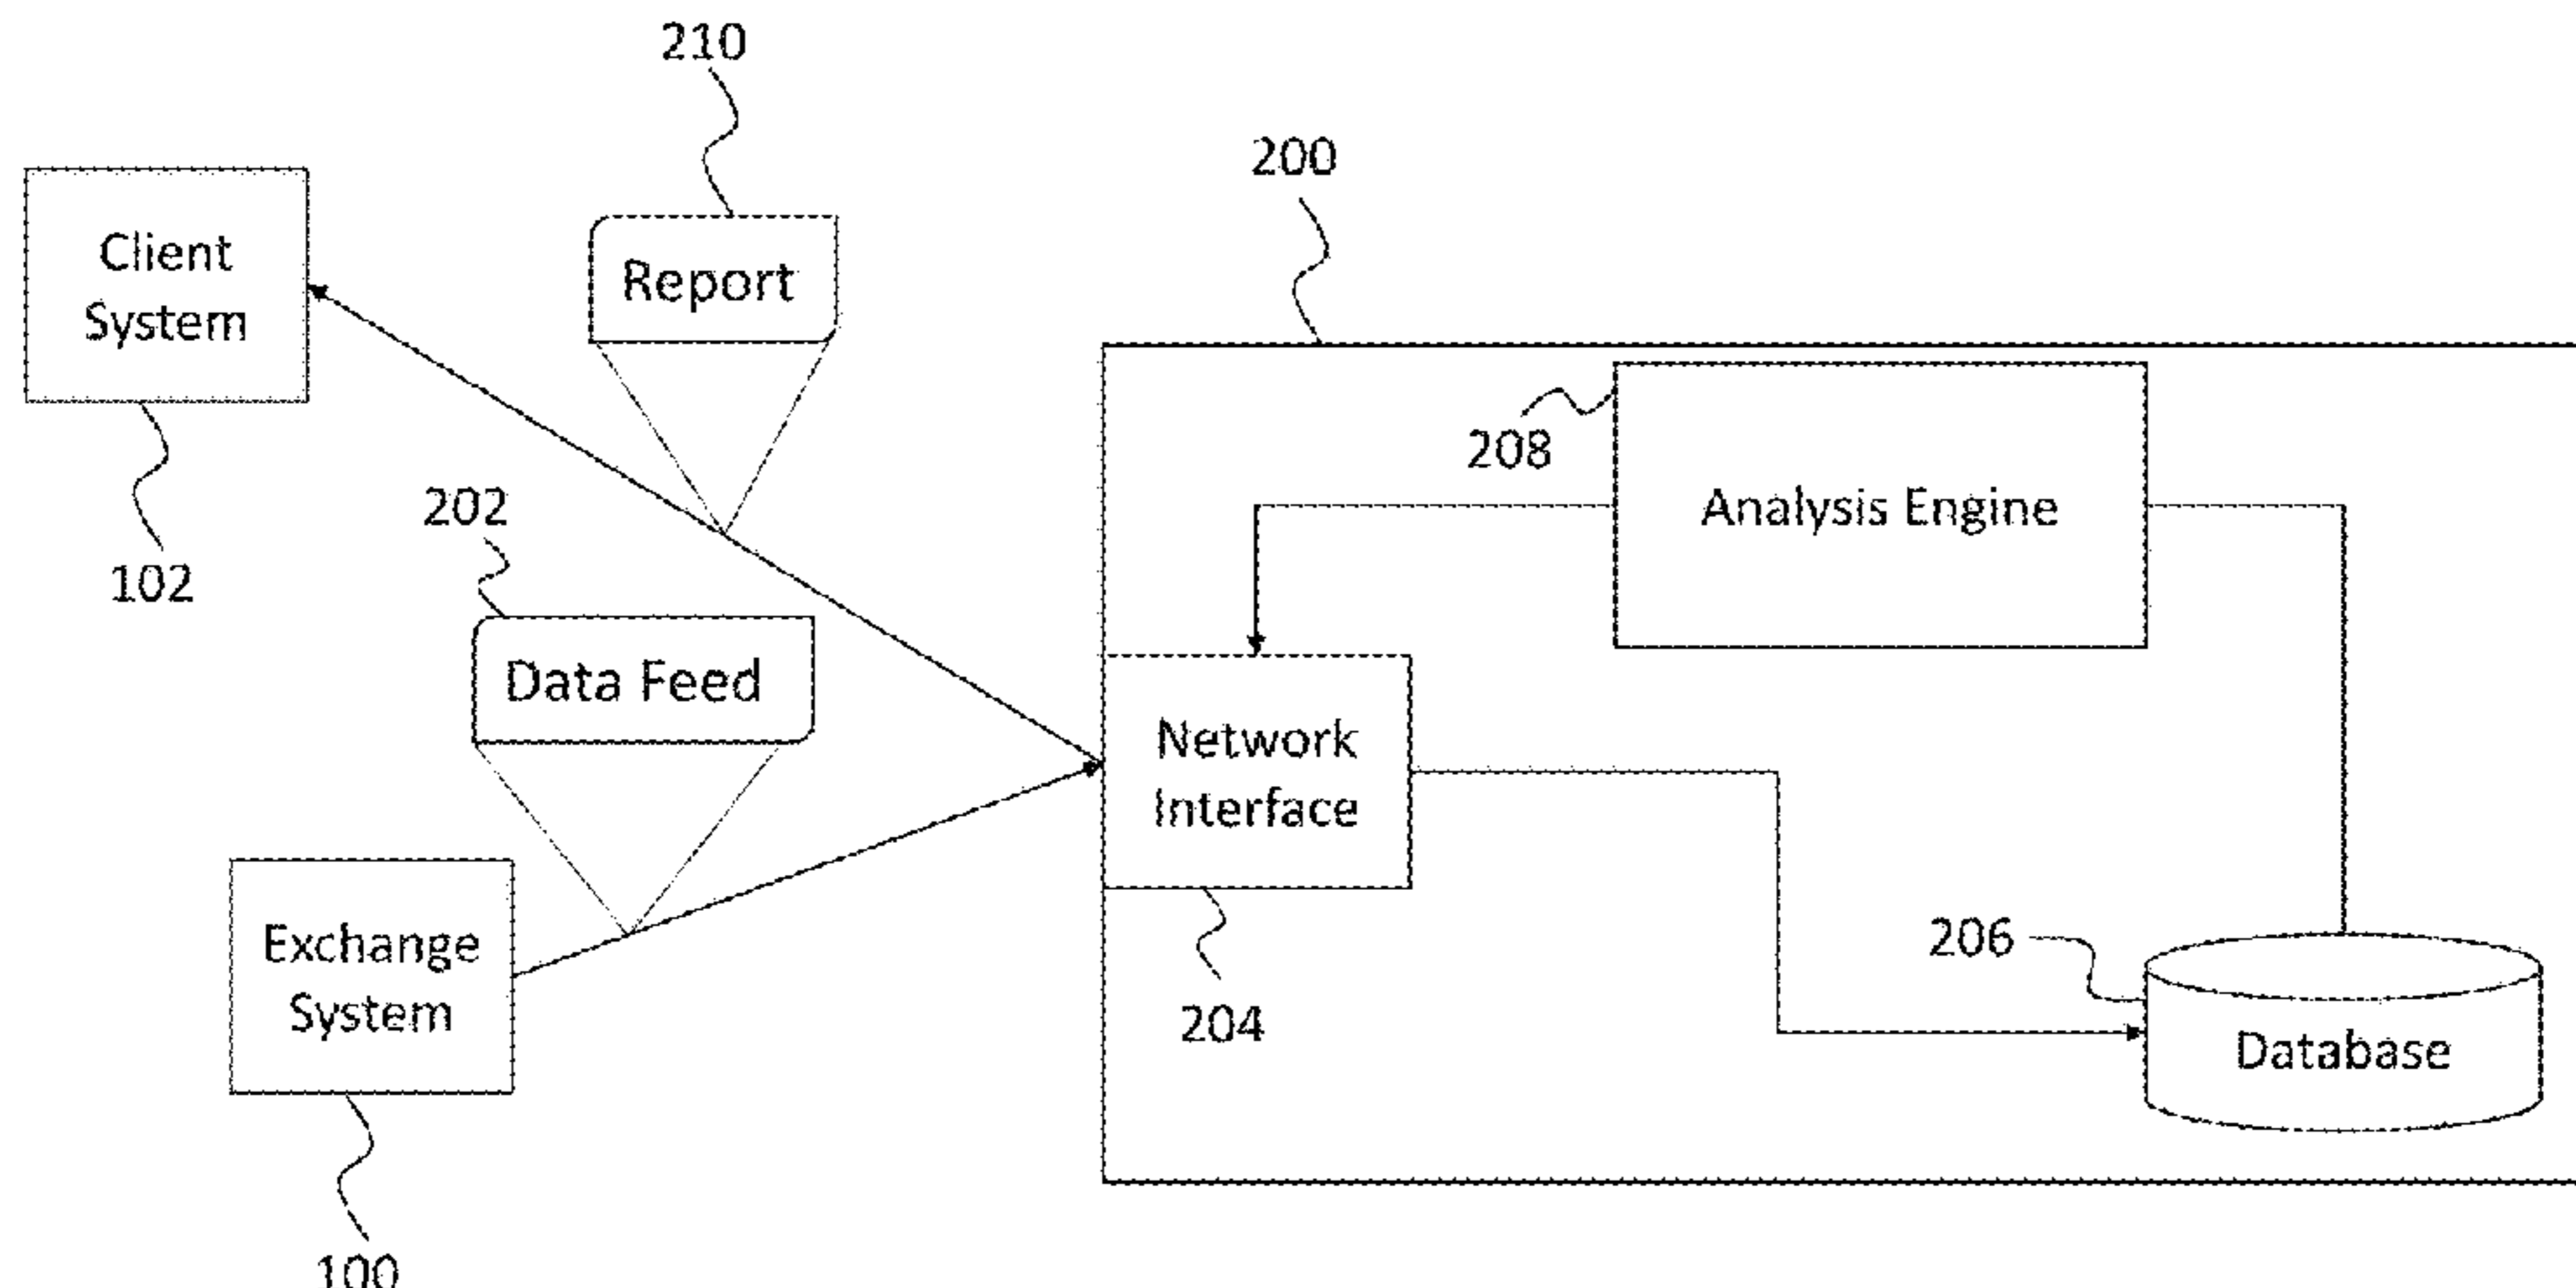 210
200
Client
System
Report
208
Analysis Engine
202
102
Data Feed
Network
Interface
Exchange
System
206
204
Database
100